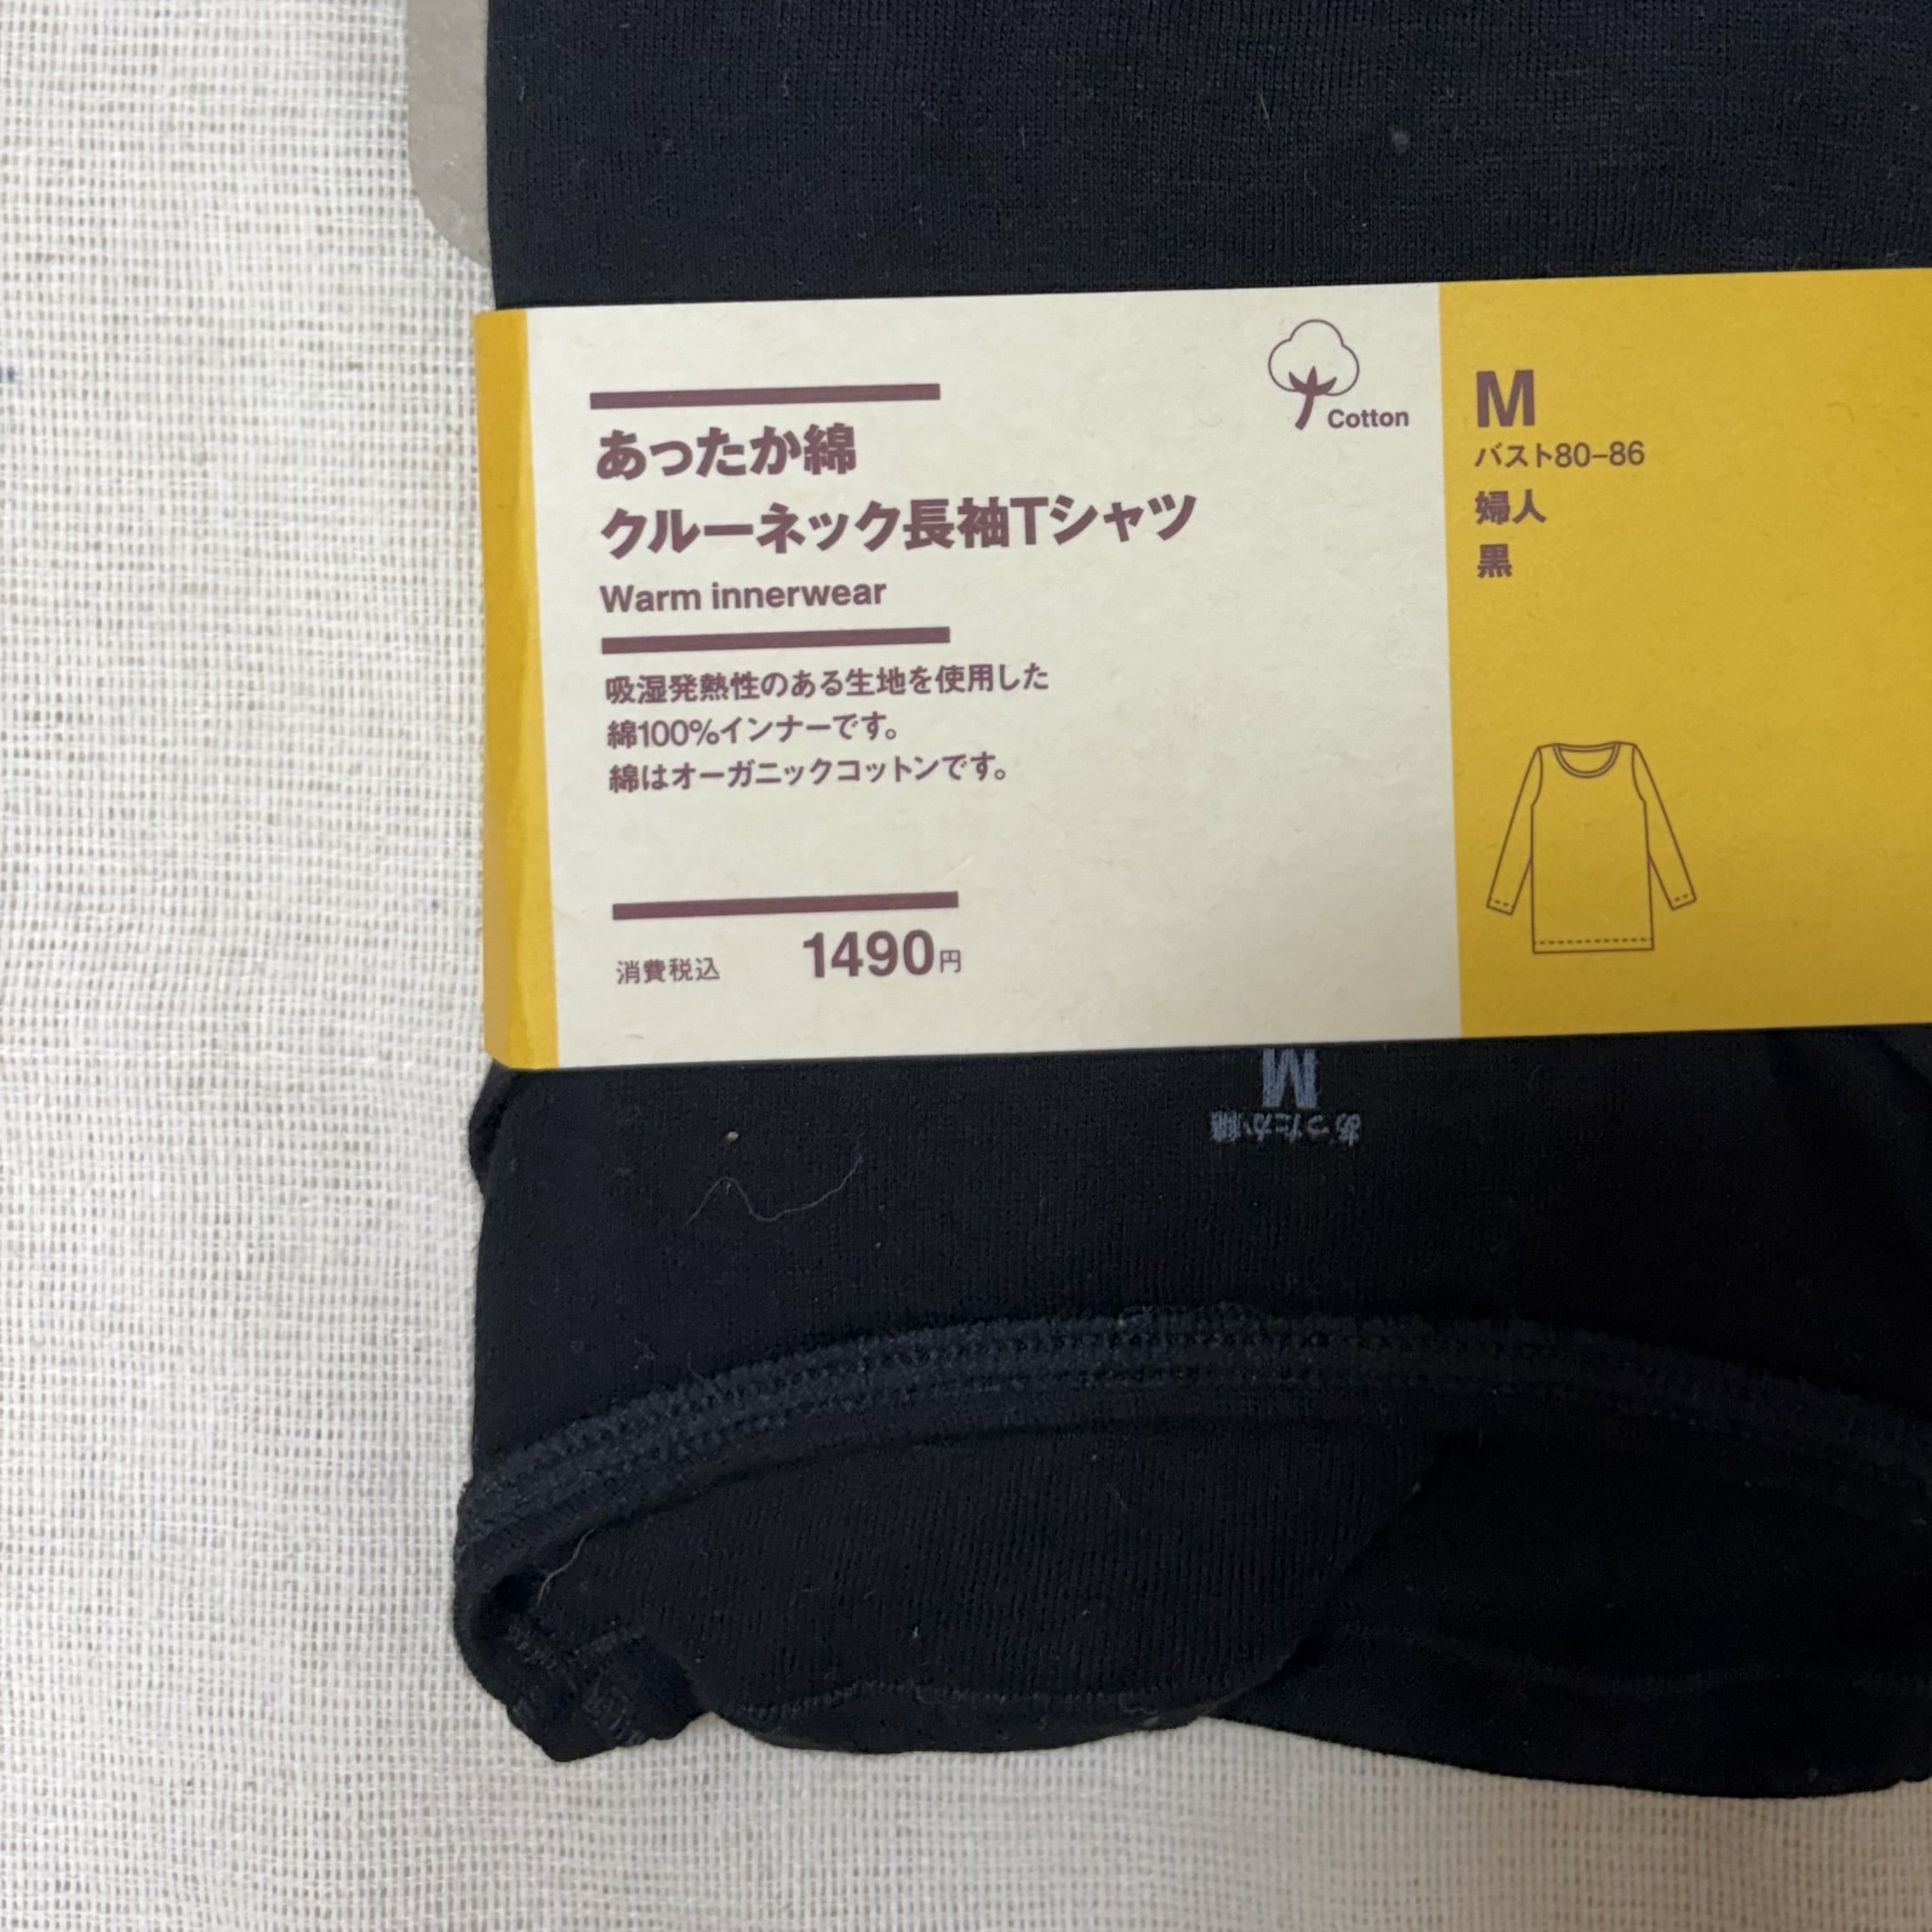 Cotton
あったか綿
クルーネック長袖Tシャツ
Warm innerwear
吸湿発熱性のある生地を使用した
綿100%インナーです。
綿はオーガニックコットンです。
消費税込 1490円
M
バスト80-86
婦人
黒
M
あったか綿